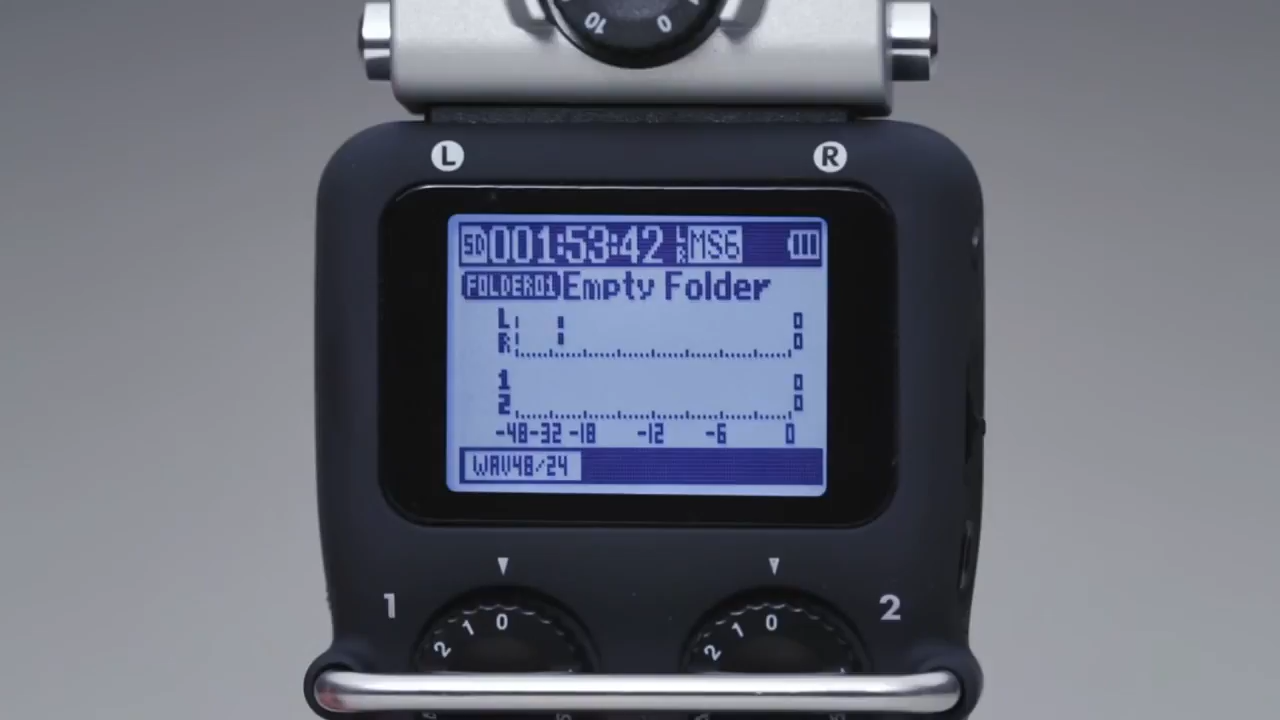 10 0
L R
SD 001:53:42 LR MS6
FOLDER01 Empty Folder
L 0
R 0
1 0
2 0
-48 -32 -18 -12 -6 0
WAV48/24
1 2
2 1 0 2 1 0